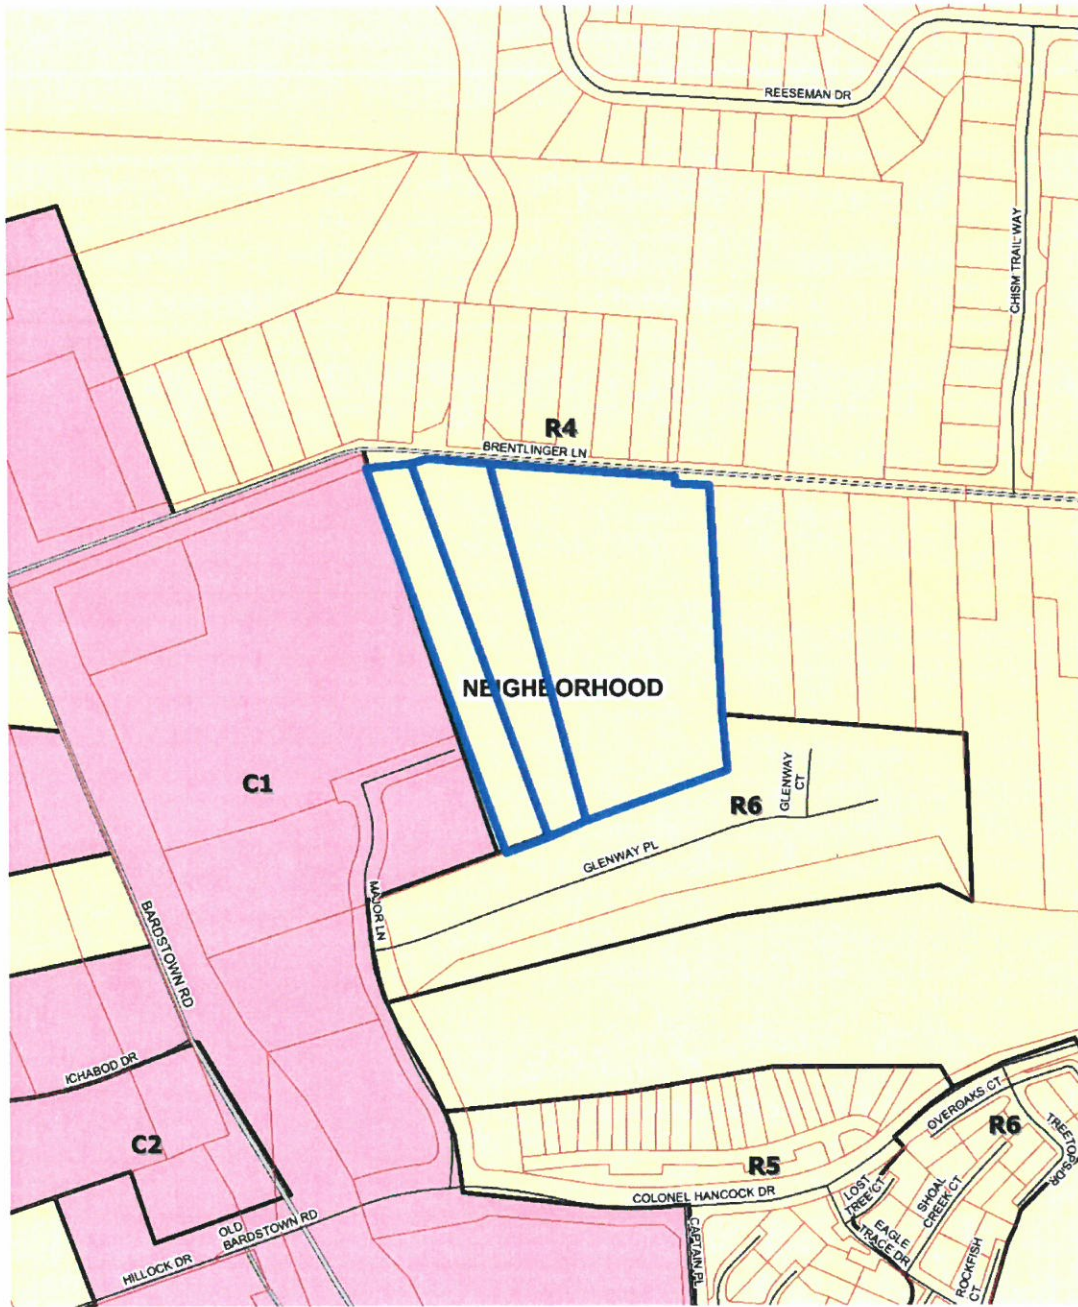 REESEMAN DR
CHISM TRAIL WAY
R4
BRENTLINGER LN
NEIGHBORHOOD
C1
GLENWAY
CT
R6
GLENWAY PL
MAJOR LN
BARDSTOWN RD
ICHABOD DR
C2
OVEROAKS CT
R6
TREETOPS DR
R5
LOST
TREE CT
SHOAL
CREEK CT
COLONEL HANCOCK DR
EAGLE
TRACE DR
OLD
BARDSTOWN RD
CAPTAIN PL
ROCKFISH
CT
HILLOCK DR